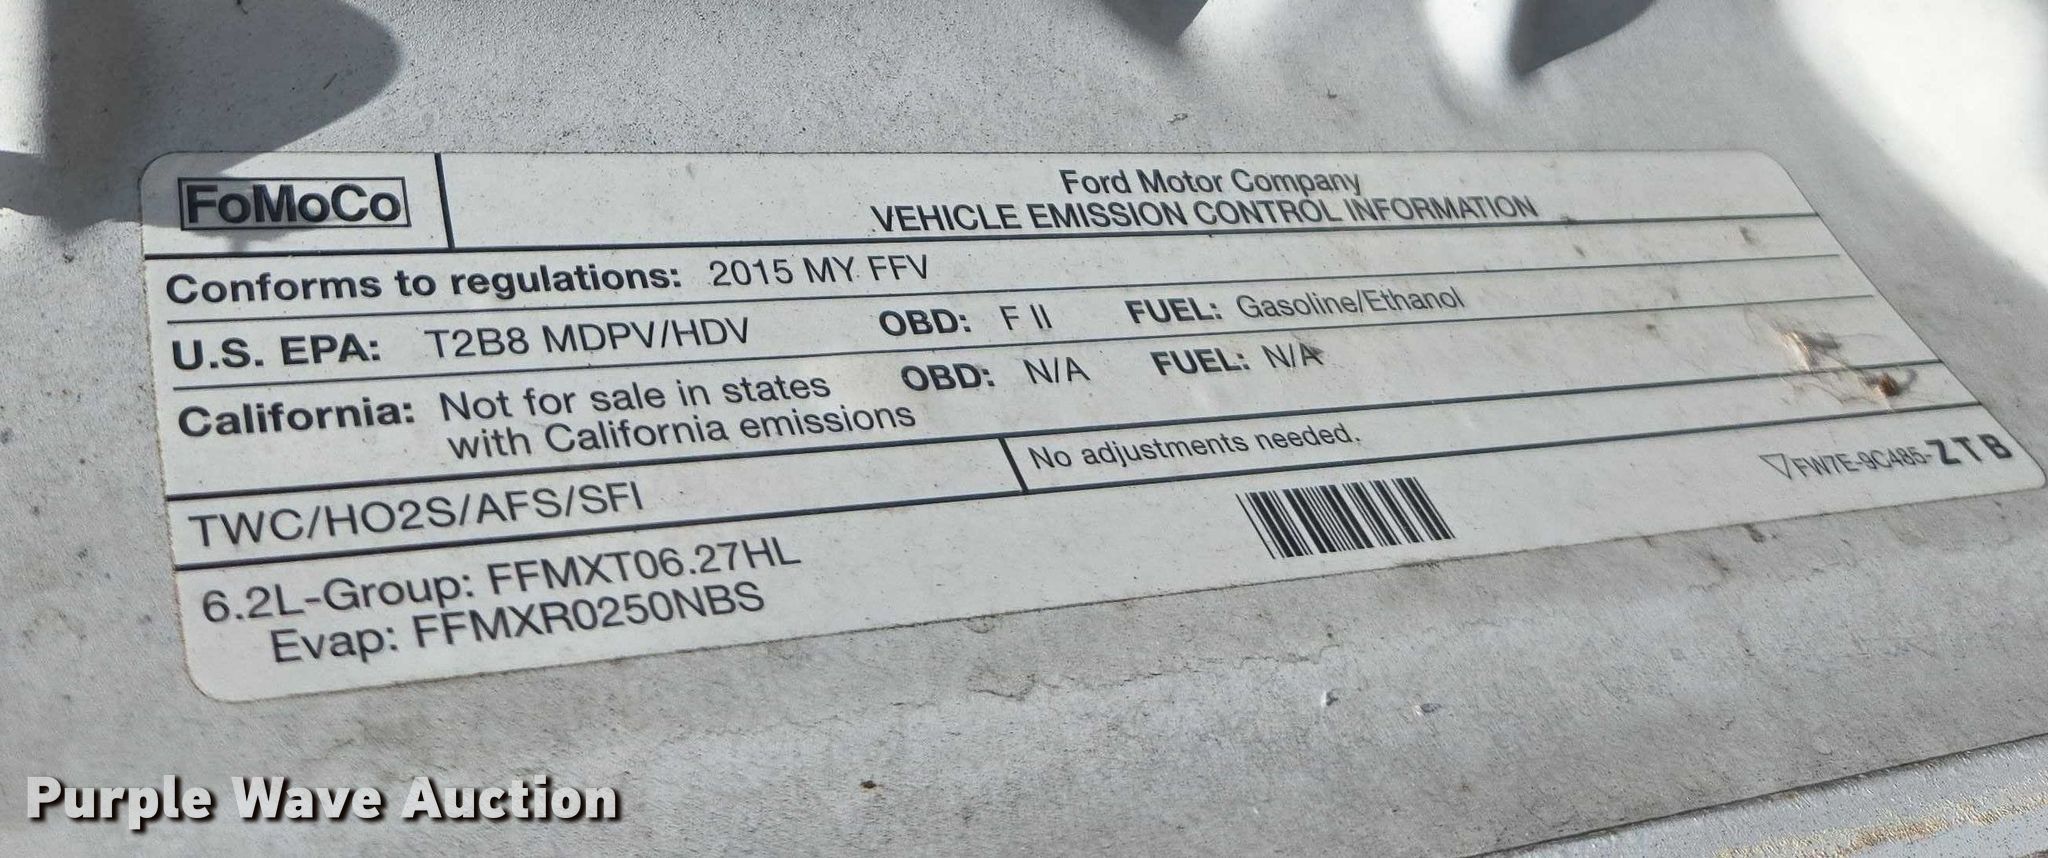 FoMoCo
Ford Motor Company
VEHICLE EMISSION CONTROL INFORMATION
Conforms to regulations: 2015 MY FFV
U.S. EPA: T2B8 MDPV/HDV OBD: F II FUEL: Gasoline/Ethanol
California: Not for sale in states OBD: N/A FUEL: N/A
with California emissions
No adjustments needed.
TWC/HO2S/AFS/SFI
FW7E-9C485-ZTB
6.2L-Group: FFMXT06.27HL
Evap: FFMXR0250NBS
Purple Wave Auction